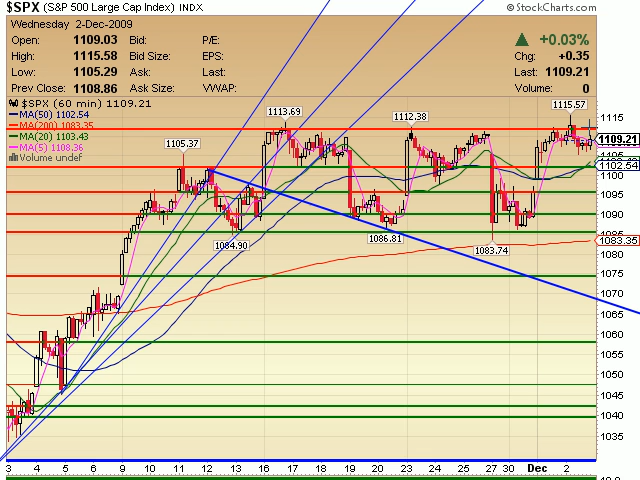 $SPX (S&P 500 Large Cap Index) INDX
© StockCharts.com
Wednesday 2-Dec-2009
▲ +0.03%
Open: 1109.03 Bid: P/E:
High: 1115.58 Bid Size: EPS: Chg: +0.35
Low: 1105.29 Ask: Last: Last: 1109.21
Prev Close: 1108.86 Ask Size: VWAP: Volume: 0
$SPX (60 min) 1109.21
MA(50) 1102.54
MA(200) 1083.35
MA(20) 1103.43
MA(5) 1108.36
Volume undef
1105.37
1113.69
1112.38
1115.57
1084.90
1086.81
1083.74
1115
1109.21
1102.54
1100
1095
1090
1085
1083.35
1080
1075
1070
1065
1060
1055
1050
1045
1040
1035
3 4 5 6 9 10 11 12 13 16 17 18 19 20 23 24 25 27 30 Dec 2